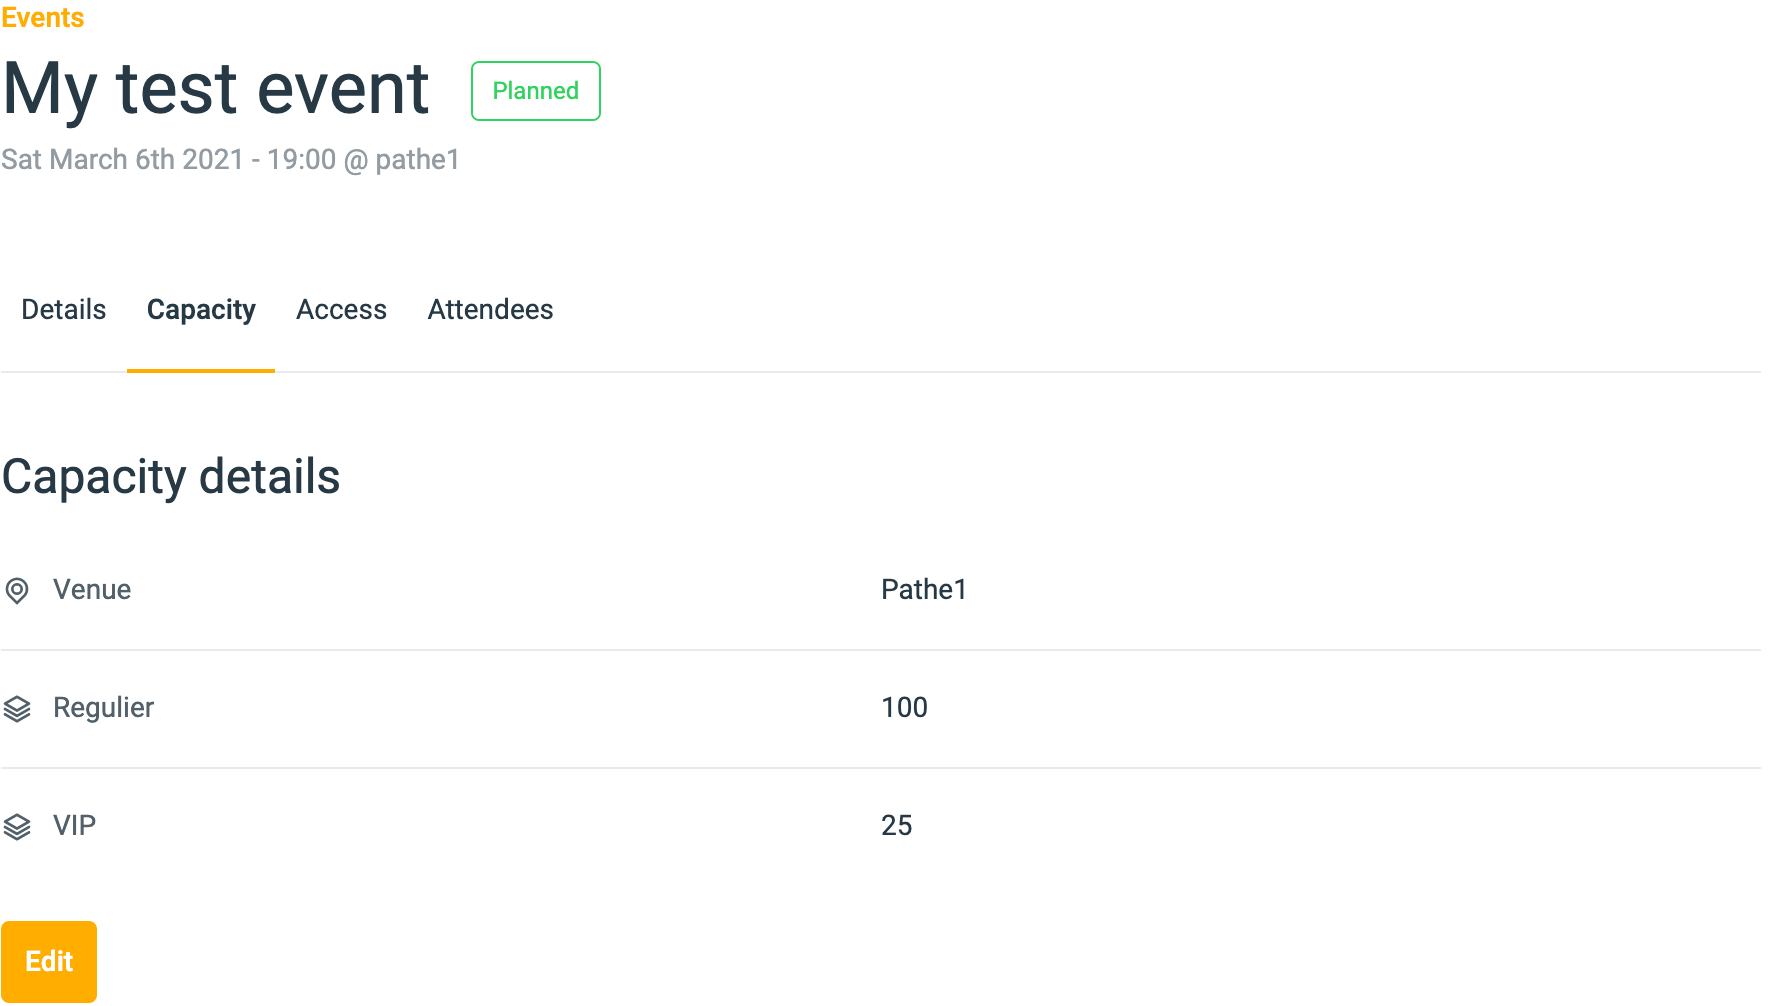 Events
My test event Planned
Sat March 6th 2021 - 19:00 @ pathe1
Details Capacity Access Attendees
Capacity details
Venue Pathe1
Regulier 100
VIP 25
Edit